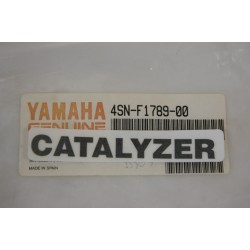 YAMAHA 4SN-F1789-00
GENUINE
CATALYZER
MADE IN SPAIN